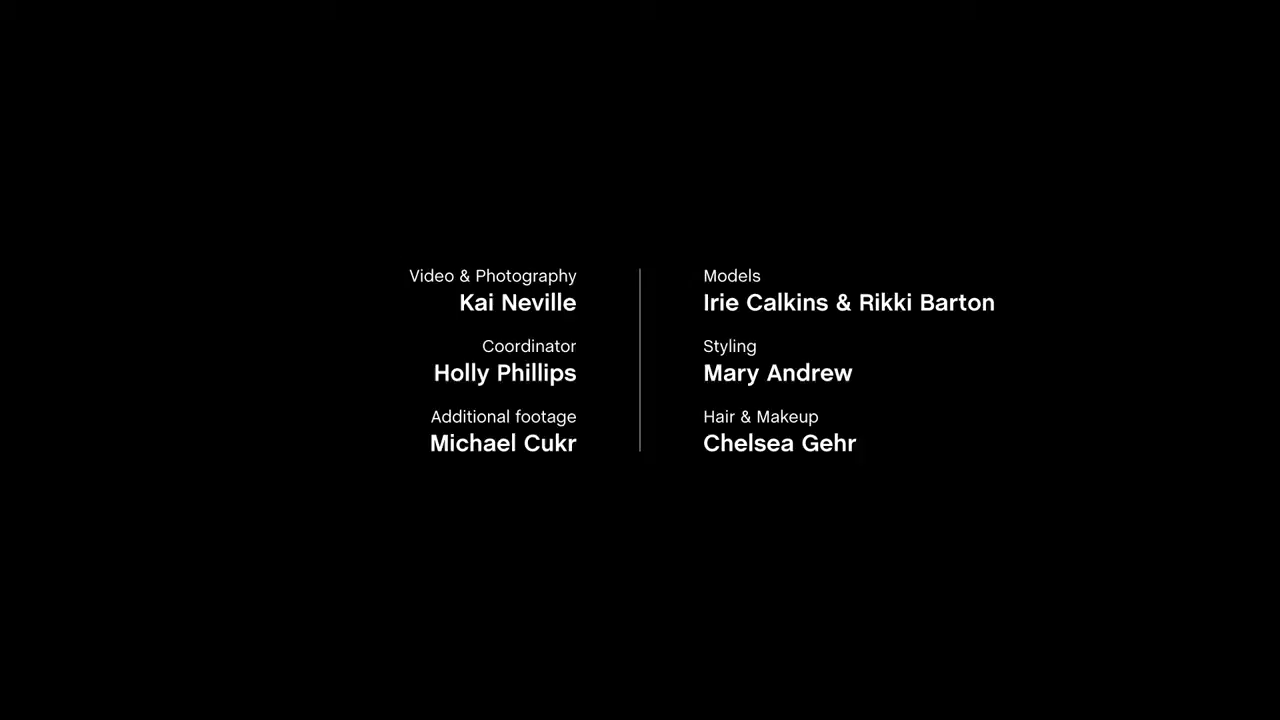 Video & Photography
Kai Neville
Coordinator
Holly Phillips
Additional footage
Michael Cukr
Models
Irie Calkins & Rikki Barton
Styling
Mary Andrew
Hair & Makeup
Chelsea Gehr